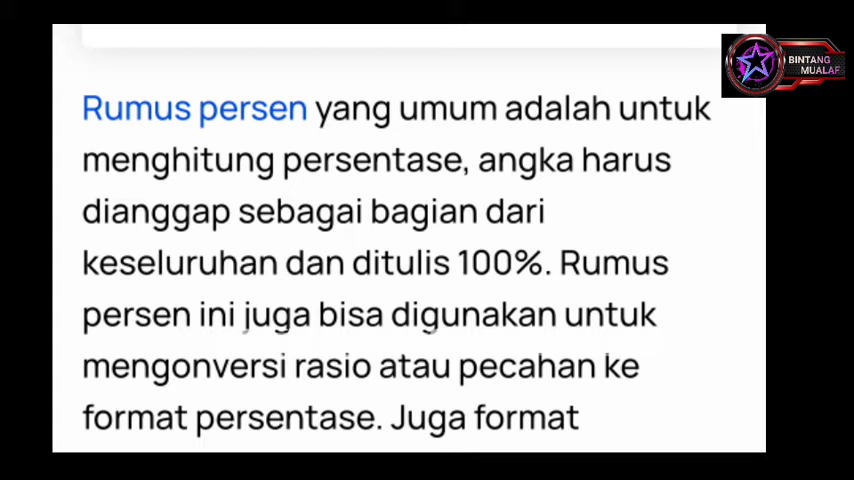 BINTANG
MUALAF
Rumus persen yang umum adalah untuk
menghitung persentase, angka harus
dianggap sebagai bagian dari
keseluruhan dan ditulis 100%. Rumus
persen ini juga bisa digunakan untuk
mengonversi rasio atau pecahan ke
format persentase. Juga format